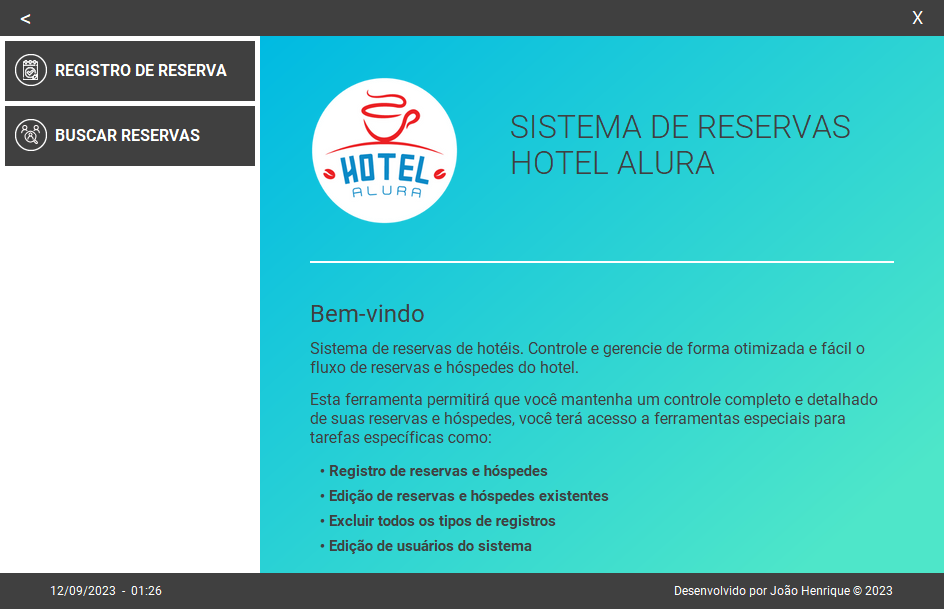 <
X
REGISTRO DE RESERVA
BUSCAR RESERVAS
HOTEL
ALURA
SISTEMA DE RESERVAS
HOTEL ALURA
Bem-vindo
Sistema de reservas de hotéis. Controle e gerencie de forma otimizada e fácil o
fluxo de reservas e hóspedes do hotel.
Esta ferramenta permitirá que você mantenha um controle completo e detalhado
de suas reservas e hóspedes, você terá acesso a ferramentas especiais para
tarefas específicas como:
• Registro de reservas e hóspedes
• Edição de reservas e hóspedes existentes
• Excluir todos os tipos de registros
• Edição de usuários do sistema
12/09/2023 - 01:26
Desenvolvido por João Henrique © 2023